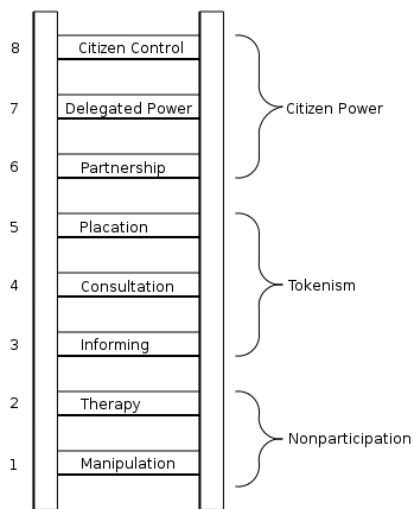 8 Citizen Control
7 Delegated Power Citizen Power
6 Partnership
5 Placation
4 Consultation Tokenism
3 Informing
2 Therapy
Nonparticipation
1 Manipulation